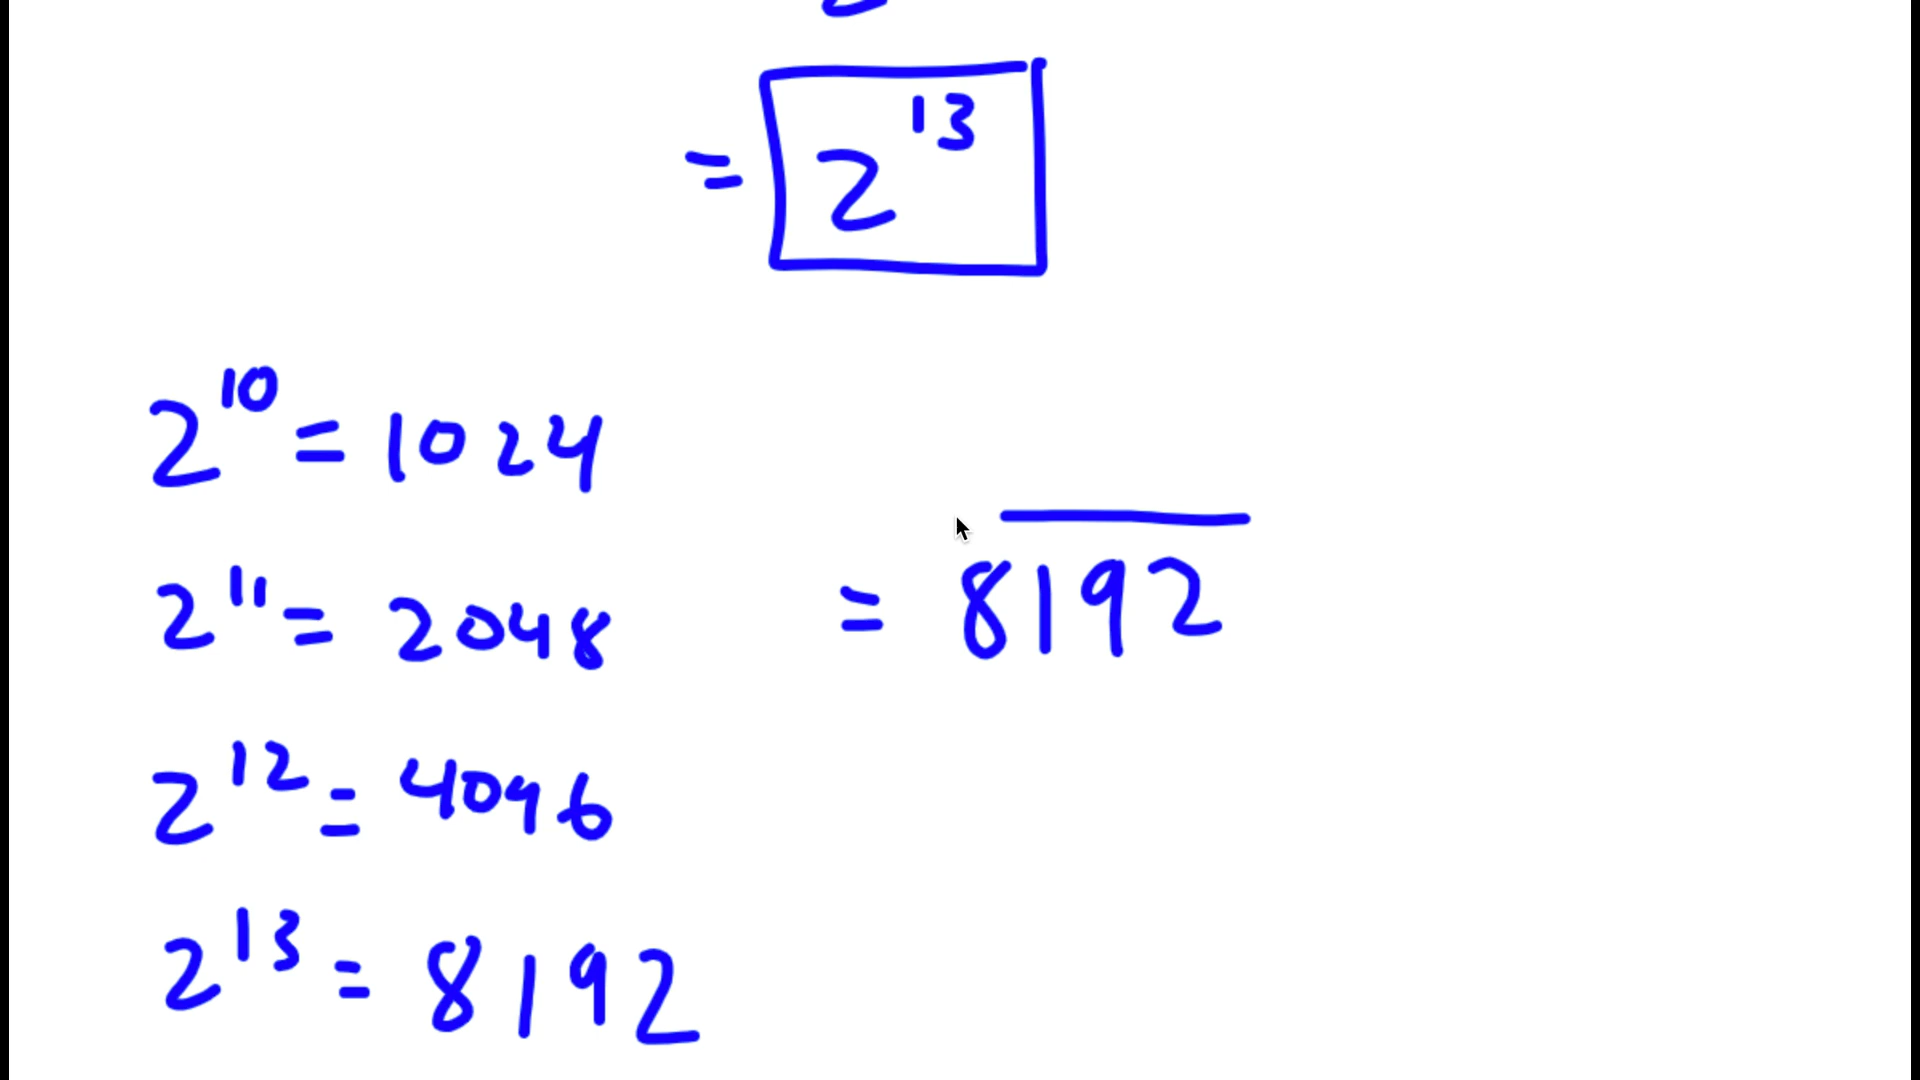 = 2^13
2^10 = 1024
2^11 = 2048
= 8192
2^12 = 4096
2^13 = 8192